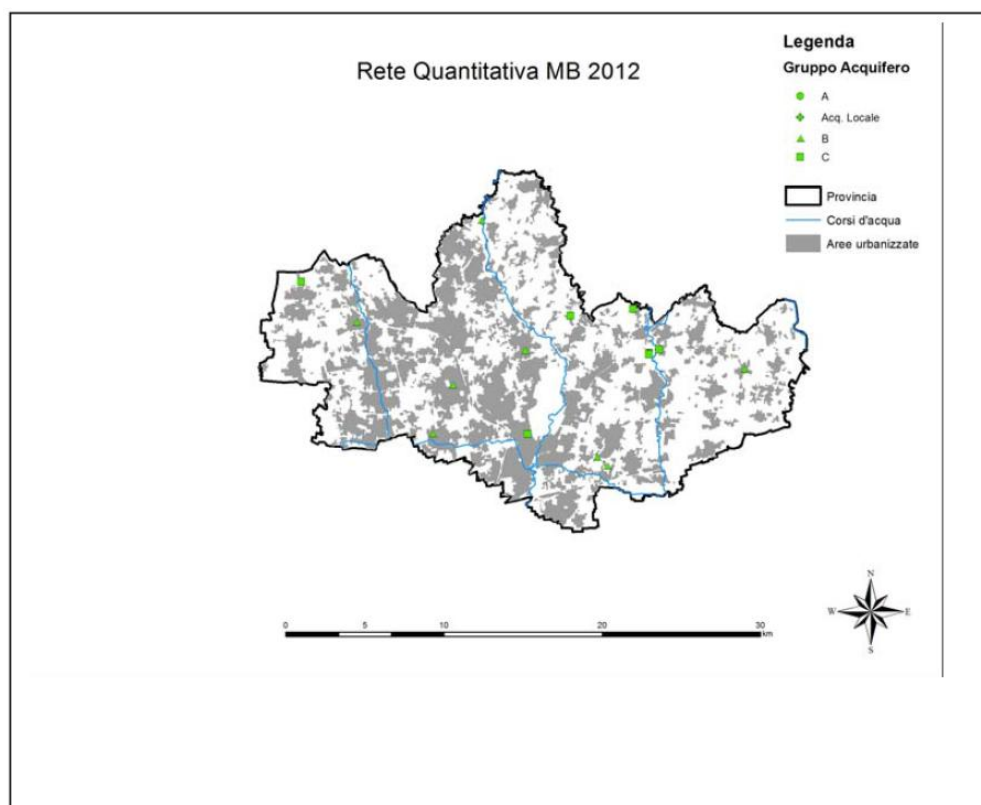 Rete Quantitativa MB 2012
Legenda
Gruppo Acquifero
A
Acq. Locale
B
C
Provincia
Corsi d'acqua
Aree urbanizzate
N
W E
S
0 5 10 20 30
km